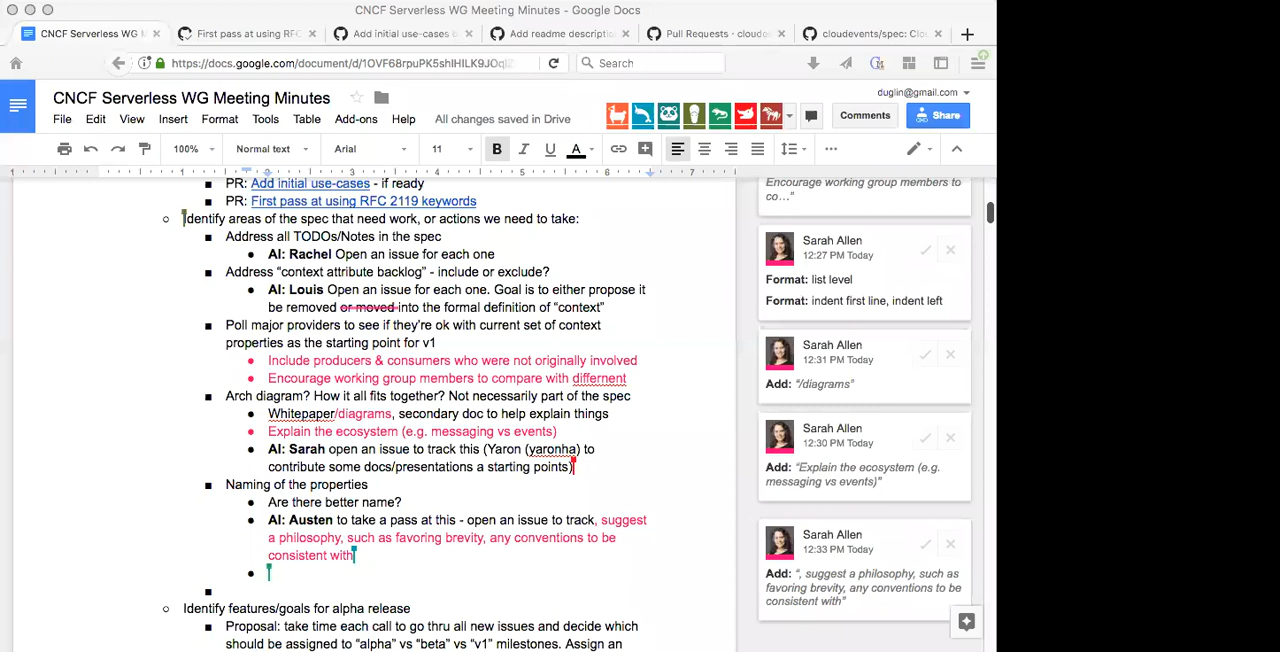 CNCF Serverless WG Meeting Minutes - Google Docs
CNCF Serverless WG M
First pass at using RFC
Add initial use-cases b
Add readme descriptio
Pull Requests · cloude
cloudevents/spec: Clo
https://docs.google.com/document/d/1OVF68rpuPK5shIHILK9JOqlZ
Search
CNCF Serverless WG Meeting Minutes
duglin@gmail.com
File Edit View Insert Format Tools Table Add-ons Help All changes saved in Drive
Comments
Share
100% Normal text Arial 11 B I U A
1 1 2 3 4 5 6 7
PR: Add initial use-cases - if ready
PR: First pass at using RFC 2119 keywords
Identify areas of the spec that need work, or actions we need to take:
Address all TODOs/Notes in the spec
AI: Rachel Open an issue for each one
Address “context attribute backlog” - include or exclude?
AI: Louis Open an issue for each one. Goal is to either propose it
be removed or moved into the formal definition of “context”
Poll major providers to see if they're ok with current set of context
properties as the starting point for v1
Include producers & consumers who were not originally involved
Encourage working group members to compare with differnent
Arch diagram? How it all fits together? Not necessarily part of the spec
Whitepaper/diagrams, secondary doc to help explain things
Explain the ecosystem (e.g. messaging vs events)
AI: Sarah open an issue to track this (Yaron (yaronha) to
contribute some docs/presentations a starting points)
Naming of the properties
Are there better name?
AI: Austen to take a pass at this - open an issue to track, suggest
a philosophy, such as favoring brevity, any conventions to be
consistent with
Identify features/goals for alpha release
Proposal: take time each call to go thru all new issues and decide which
should be assigned to “alpha” vs “beta” vs “v1” milestones. Assign an
Encourage working group members to
co…”
Sarah Allen
12:27 PM Today
Format: list level
Format: indent first line, indent left
Sarah Allen
12:31 PM Today
Add: “/diagrams”
Sarah Allen
12:30 PM Today
Add: “Explain the ecosystem (e.g.
messaging vs events)”
Sarah Allen
12:33 PM Today
Add: “, suggest a philosophy, such as
favoring brevity, any conventions to be
consistent with”